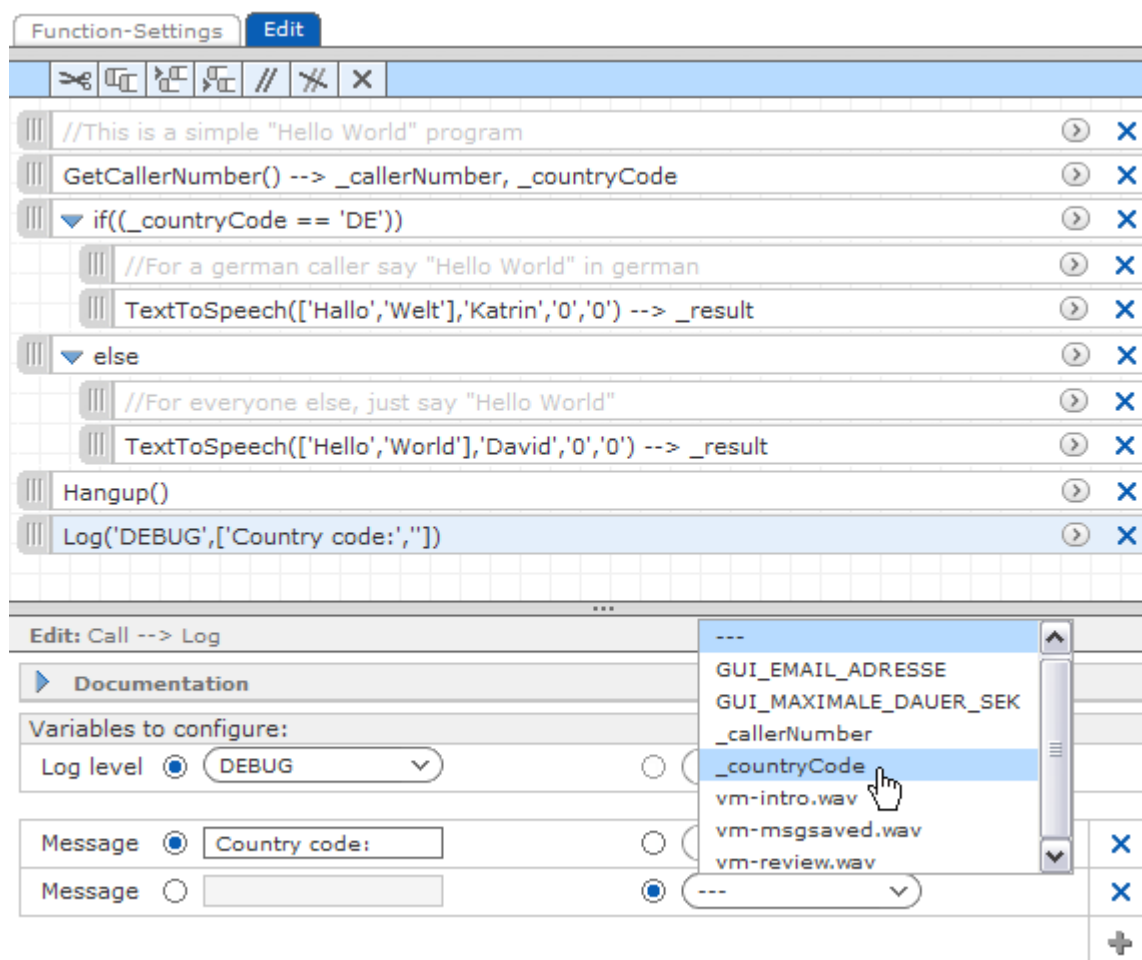 Function-Settings Edit
//This is a simple "Hello World" program
GetCallerNumber() --> _callerNumber, _countryCode
if((_countryCode == 'DE'))
//For a german caller say "Hello World" in german
TextToSpeech(['Hallo','Welt'],'Katrin','0','0') --> _result
else
//For everyone else, just say "Hello World"
TextToSpeech(['Hello','World'],'David','0','0') --> _result
Hangup()
Log('DEBUG',['Country code:',''])
Edit: Call --> Log
---
GUI_EMAIL_ADRESSE
Documentation
GUI_MAXIMALE_DAUER_SEK
Variables to configure:
_callerNumber
Log level DEBUG
_countryCode
vm-intro.wav
vm-msgsaved.wav
Message Country code:
vm-review.wav
Message ---